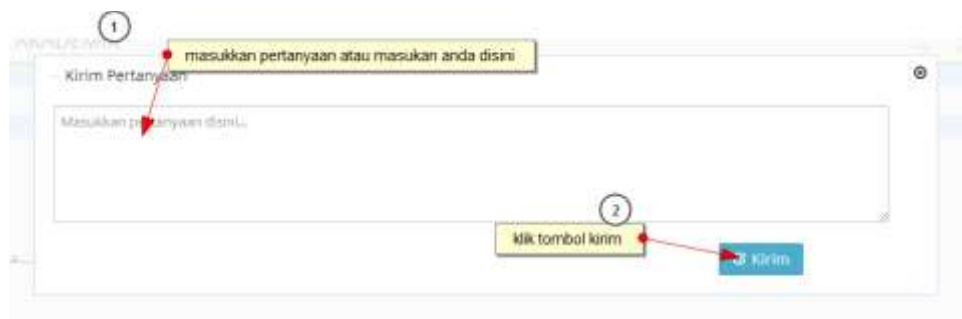 1
masukkan pertanyaan atau masukan anda disini
Kirim Pertanyaan
Masukkan pertanyaan disini...
2
klik tombol kirim
Kirim